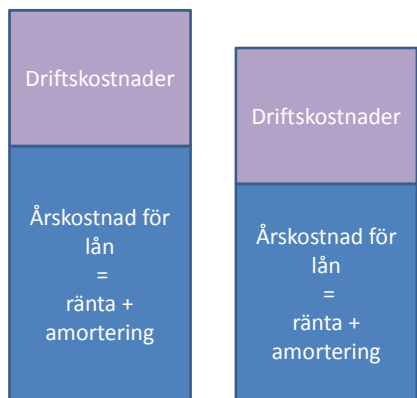 Driftskostnader
Årskostnad för
lån
=
ränta +
amortering
Driftskostnader
Årskostnad för
lån
=
ränta +
amortering